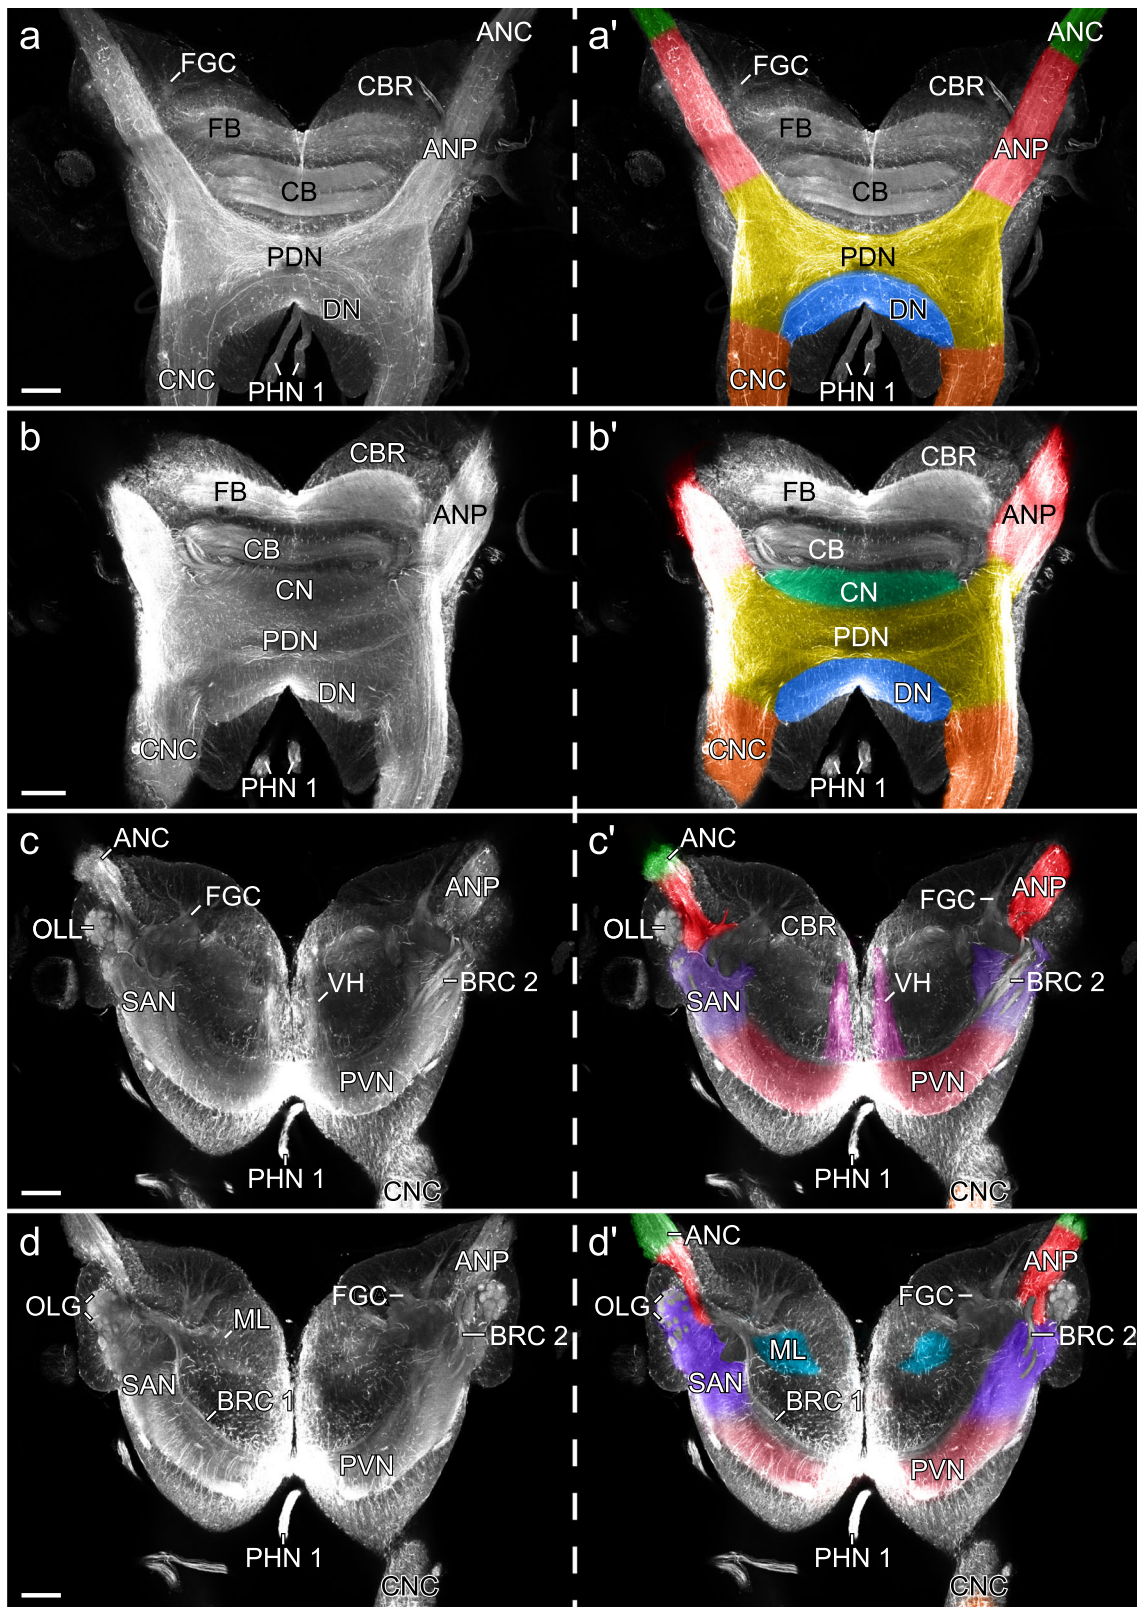 a
ANC
FGC
CBR
FB
ANP
CB
PDN
DN
CNC
PHN 1
a'
ANC
FGC
CBR
FB
ANP
CB
PDN
DN
CNC
PHN 1
b
CBR
FB
ANP
CB
CN
PDN
DN
CNC
PHN 1
b'
CBR
FB
ANP
CB
CN
PDN
DN
CNC
PHN 1
c
ANC
ANP
FGC
OLL
BRC 2
VH
SAN
PVN
PHN 1
CNC
c'
ANC
ANP
FGC
CBR
OLL
BRC 2
VH
SAN
PVN
PHN 1
CNC
d
ANP
FGC
OLG
ML
BRC 2
SAN
BRC 1
PVN
PHN 1
CNC
d'
ANC
ANP
FGC
OLG
BRC 2
ML
SAN
BRC 1
PVN
PHN 1
CNC